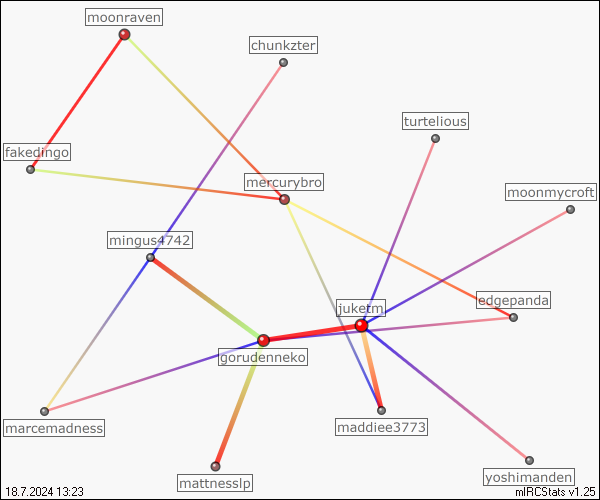 moonraven
chunkzter
turtelious
fakedingo
mercurybro
moonmycroft
mingus4742
edgepanda
juketm
gorudenneko
marcemadness
maddiee3773
mattnesslp
yoshimanden
18.7.2024 13:23
mIRCStats v1.25